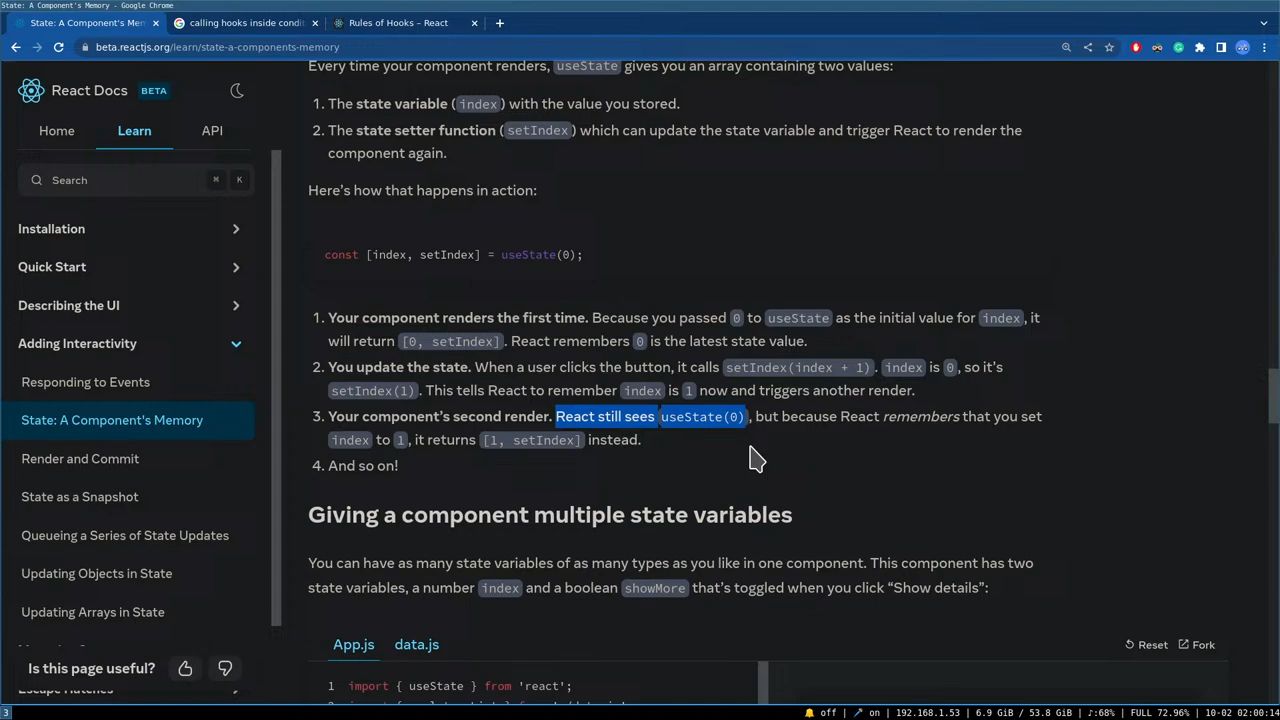 State: A Component's Memory - Google Chrome
State: A Component's Mem
calling hooks inside condit
Rules of Hooks – React
beta.reactjs.org/learn/state-a-components-memory
React Docs BETA
Home Learn API
Search ⌘ K
Installation
Quick Start
Describing the UI
Adding Interactivity
Responding to Events
State: A Component's Memory
Render and Commit
State as a Snapshot
Queueing a Series of State Updates
Updating Objects in State
Updating Arrays in State
Is this page useful?
Escape Hatches
Every time your component renders, useState gives you an array containing two values:
1. The state variable (index) with the value you stored.
2. The state setter function (setIndex) which can update the state variable and trigger React to render the
component again.
Here's how that happens in action:
const [index, setIndex] = useState(0);
1. Your component renders the first time. Because you passed 0 to useState as the initial value for index, it
will return [0, setIndex]. React remembers 0 is the latest state value.
2. You update the state. When a user clicks the button, it calls setIndex(index + 1). index is 0, so it's
setIndex(1). This tells React to remember index is 1 now and triggers another render.
3. Your component's second render. React still sees useState(0), but because React remembers that you set
index to 1, it returns [1, setIndex] instead.
4. And so on!
Giving a component multiple state variables
You can have as many state variables of as many types as you like in one component. This component has two
state variables, a number index and a boolean showMore that's toggled when you click “Show details”:
App.js data.js
Reset Fork
1 import { useState } from 'react';
3
off | on | 192.168.1.53 | 6.9 GiB / 53.8 GiB | ♪:68% | FULL 72.96% | 10-02 02:00:14